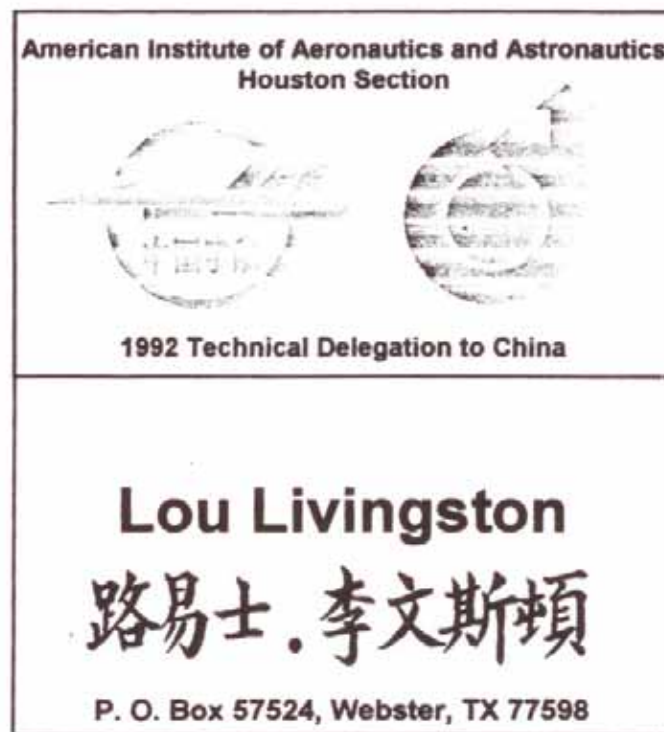 American Institute of Aeronautics and Astronautics
Houston Section
1992 Technical Delegation to China
Lou Livingston
路易士.李文斯頓
P. O. Box 57524, Webster, TX 77598